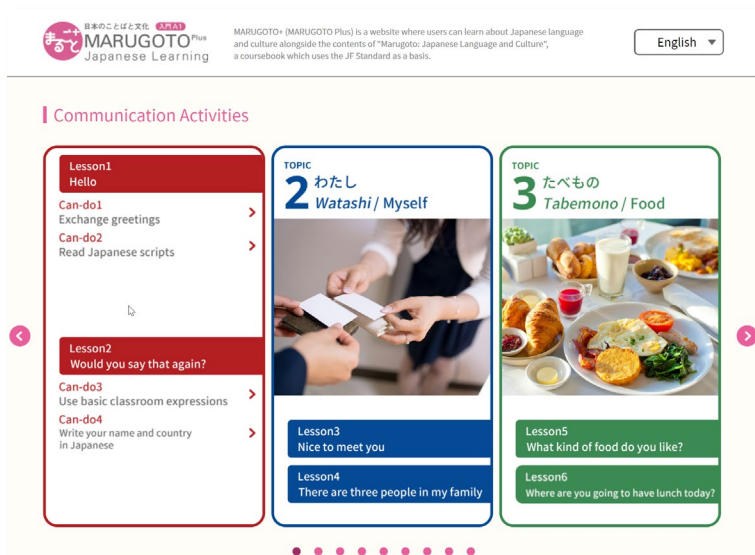 日本のことばと文化 入門 A1
まるごと+
MARUGOTO Plus
Japanese Learning
MARUGOTO+ (MARUGOTO Plus) is a website where users can learn about Japanese language
and culture alongside the contents of "Marugoto: Japanese Language and Culture",
a coursebook which uses the JF Standard as a basis.
English
Communication Activities
Lesson1
Hello
Can-do1
Exchange greetings
Can-do2
Read Japanese scripts
Lesson2
Would you say that again?
Can-do3
Use basic classroom expressions
Can-do4
Write your name and country
in Japanese
TOPIC
2 わたし
Watashi / Myself
Lesson3
Nice to meet you
Lesson4
There are three people in my family
TOPIC
3 たべもの
Tabemono / Food
Lesson5
What kind of food do you like?
Lesson6
Where are you going to have lunch today?